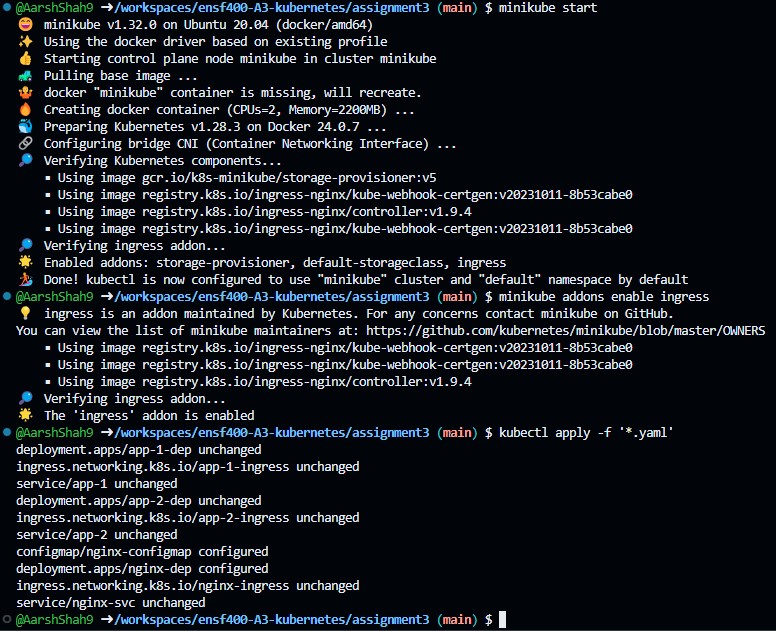 @AarshShah9 ➜/workspaces/ensf400-A3-kubernetes/assignment3 (main) $ minikube start
😄 minikube v1.32.0 on Ubuntu 20.04 (docker/amd64)
✨ Using the docker driver based on existing profile
👍 Starting control plane node minikube in cluster minikube
🚜 Pulling base image ...
🤷 docker "minikube" container is missing, will recreate.
🔥 Creating docker container (CPUs=2, Memory=2200MB) ...
🐳 Preparing Kubernetes v1.28.3 on Docker 24.0.7 ...
🔗 Configuring bridge CNI (Container Networking Interface) ...
🔎 Verifying Kubernetes components...
▪ Using image gcr.io/k8s-minikube/storage-provisioner:v5
▪ Using image registry.k8s.io/ingress-nginx/kube-webhook-certgen:v20231011-8b53cabe0
▪ Using image registry.k8s.io/ingress-nginx/controller:v1.9.4
▪ Using image registry.k8s.io/ingress-nginx/kube-webhook-certgen:v20231011-8b53cabe0
🔎 Verifying ingress addon...
🌟 Enabled addons: storage-provisioner, default-storageclass, ingress
🏄 Done! kubectl is now configured to use "minikube" cluster and "default" namespace by default
@AarshShah9 ➜/workspaces/ensf400-A3-kubernetes/assignment3 (main) $ minikube addons enable ingress
💡 ingress is an addon maintained by Kubernetes. For any concerns contact minikube on GitHub.
You can view the list of minikube maintainers at: https://github.com/kubernetes/minikube/blob/master/OWNERS
▪ Using image registry.k8s.io/ingress-nginx/kube-webhook-certgen:v20231011-8b53cabe0
▪ Using image registry.k8s.io/ingress-nginx/kube-webhook-certgen:v20231011-8b53cabe0
▪ Using image registry.k8s.io/ingress-nginx/controller:v1.9.4
🔎 Verifying ingress addon...
🌟 The 'ingress' addon is enabled
@AarshShah9 ➜/workspaces/ensf400-A3-kubernetes/assignment3 (main) $ kubectl apply -f '*.yaml'
deployment.apps/app-1-dep unchanged
ingress.networking.k8s.io/app-1-ingress unchanged
service/app-1 unchanged
deployment.apps/app-2-dep unchanged
ingress.networking.k8s.io/app-2-ingress unchanged
service/app-2 unchanged
configmap/nginx-configmap configured
deployment.apps/nginx-dep configured
ingress.networking.k8s.io/nginx-ingress unchanged
service/nginx-svc unchanged
@AarshShah9 ➜/workspaces/ensf400-A3-kubernetes/assignment3 (main) $